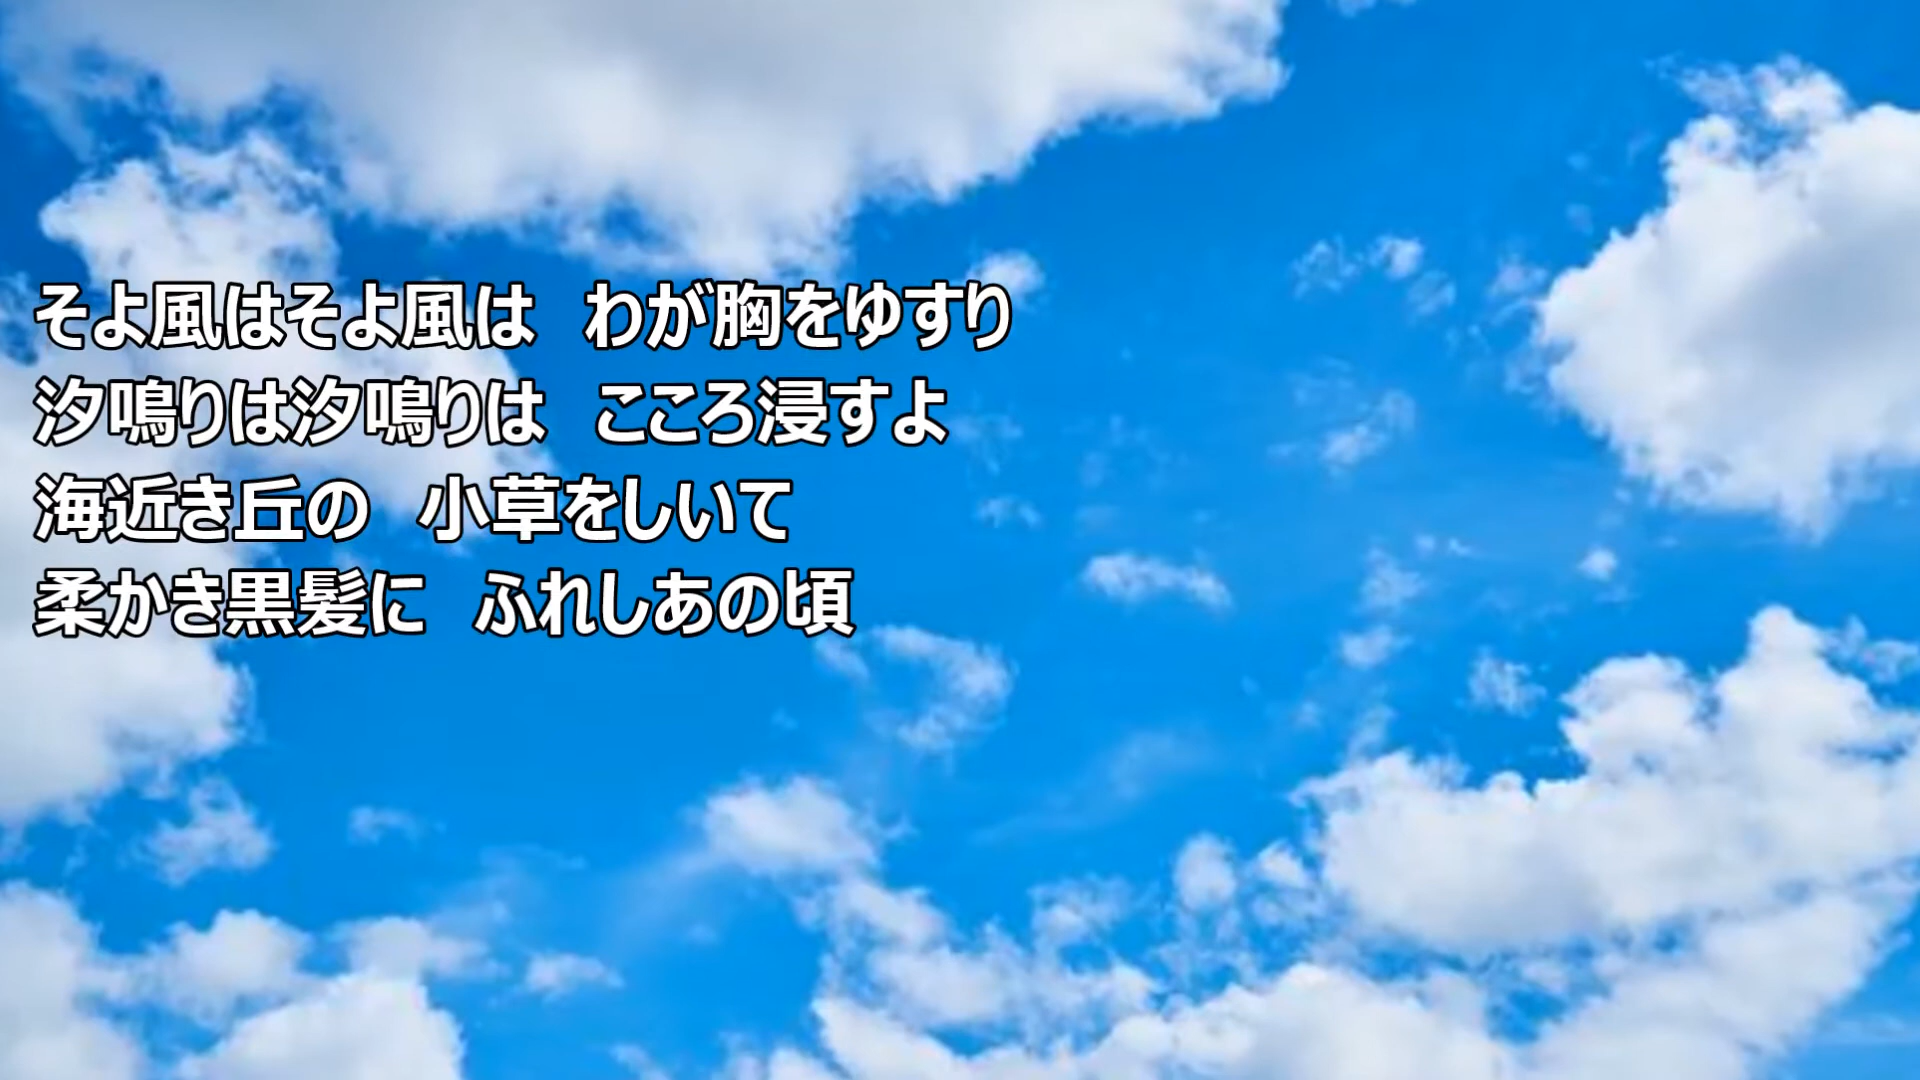 そよ風はそよ風は　わが胸をゆすり
汐鳴りは汐鳴りは　こころ浸すよ
海近き丘の　小草をしいて
柔かき黒髪に　ふれしあの頃